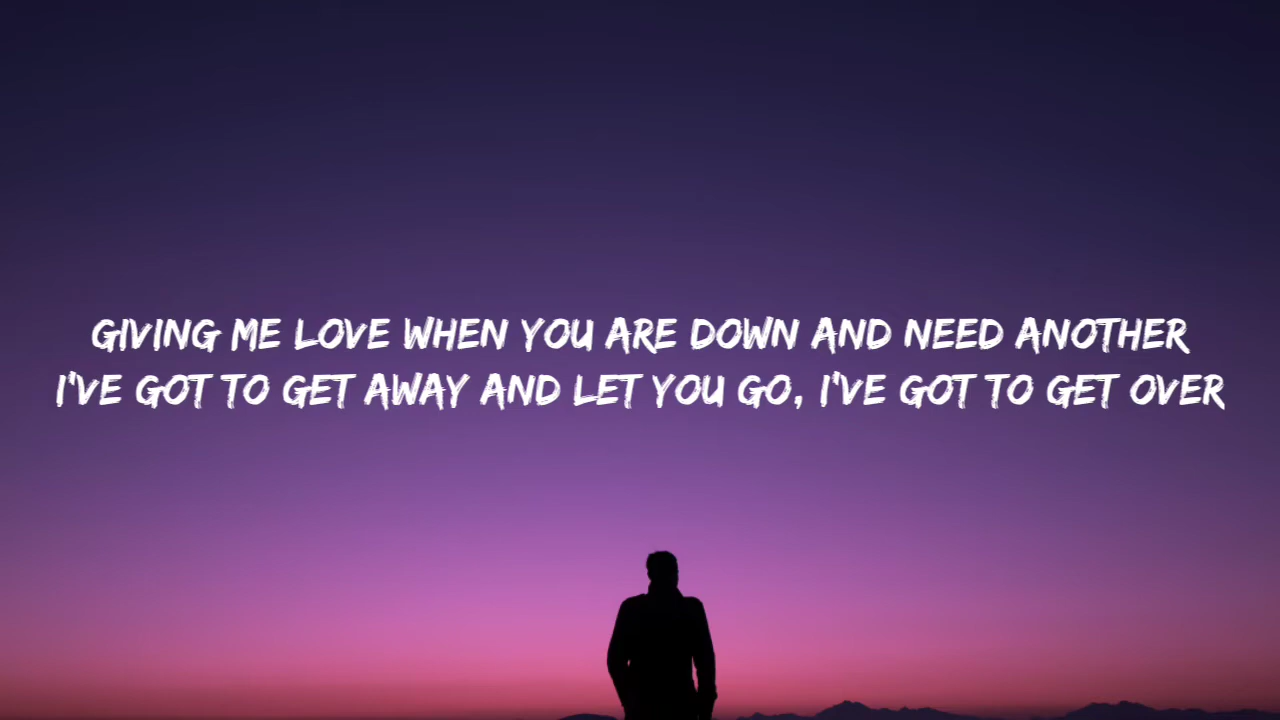 GIVING ME LOVE WHEN YOU ARE DOWN AND NEED ANOTHER
I'VE GOT TO GET AWAY AND LET YOU GO, I'VE GOT TO GET OVER